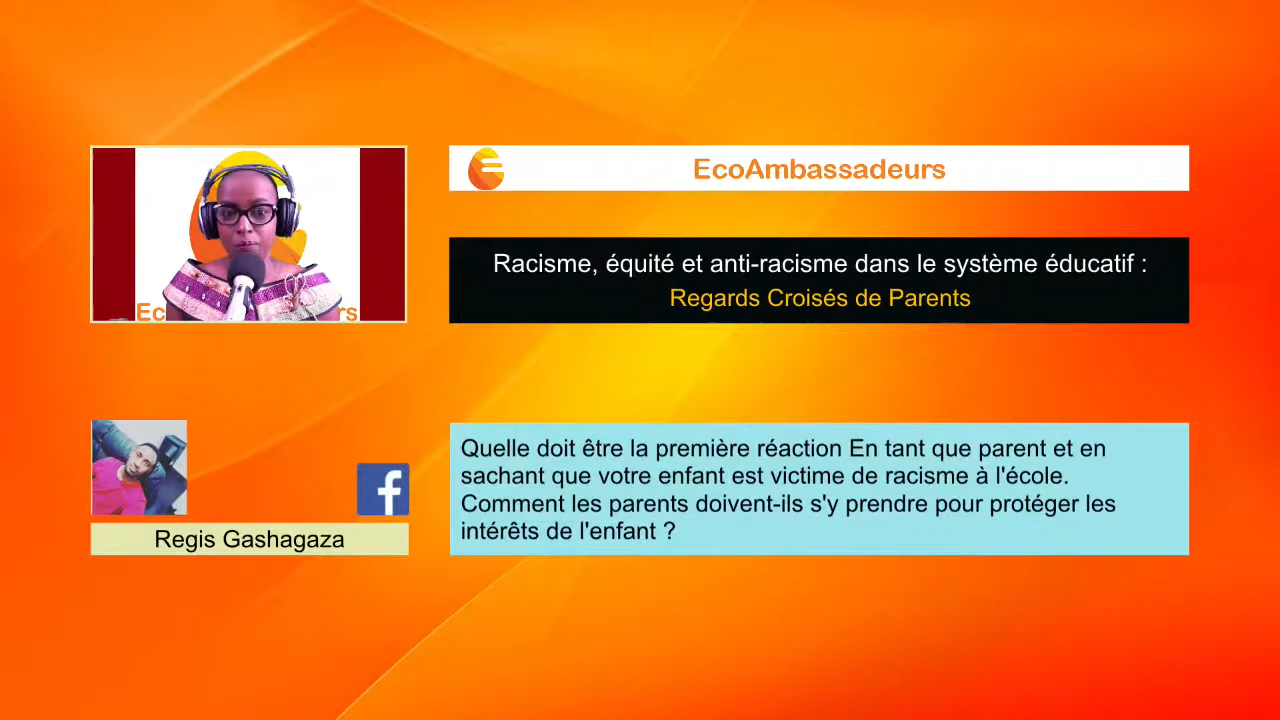 EcoAmbassadeurs
Racisme, équité et anti-racisme dans le système éducatif :
Regards Croisés de Parents
Ec
rs
Quelle doit être la première réaction En tant que parent et en
sachant que votre enfant est victime de racisme à l'école.
Comment les parents doivent-ils s'y prendre pour protéger les
intérêts de l'enfant ?
f
Regis Gashagaza